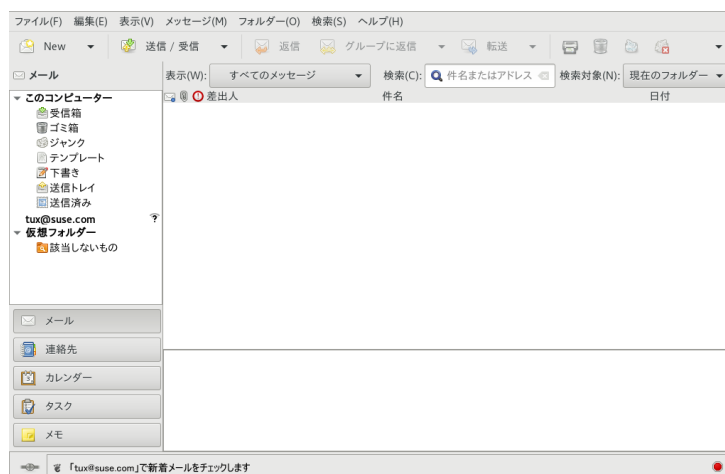 ファイル(F) 編集(E) 表示(V) メッセージ(M) フォルダー(O) 検索(S) ヘルプ(H)
New 送信 / 受信 返信 グループに返信 転送
メール 表示(W): すべてのメッセージ 検索(C): 件名またはアドレス 検索対象(N): 現在のフォルダー
差出人 件名 日付
このコンピューター
受信箱
ゴミ箱
ジャンク
テンプレート
下書き
送信トレイ
送信済み
tux@suse.com
仮想フォルダー
該当しないもの
メール
連絡先
カレンダー
タスク
メモ
「tux@suse.com」で新着メールをチェックします